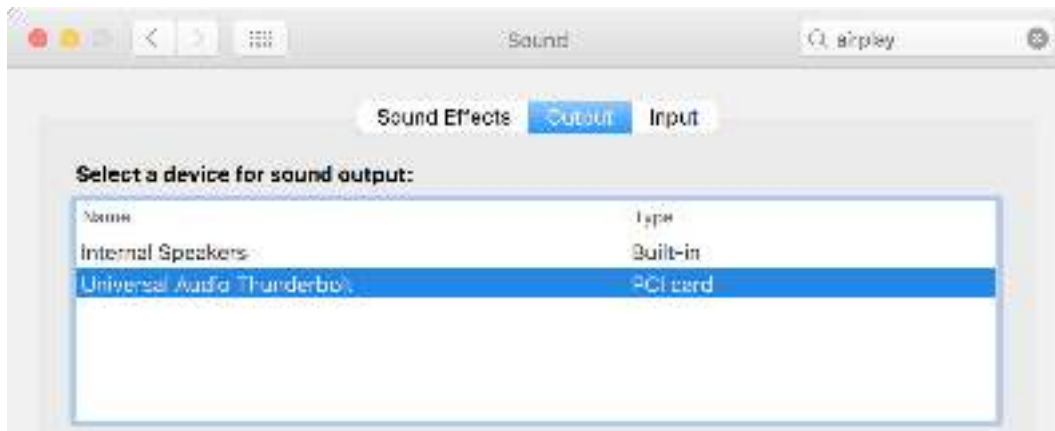 Sound airplay
Sound Effects Output Input
Select a device for sound output:
Name Type
Internal Speakers Built-in
Universal Audio Thunderbolt PCI card